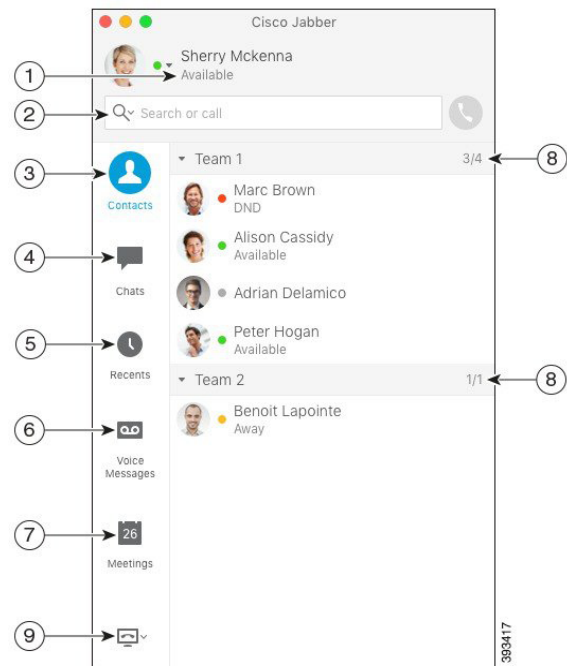 Cisco Jabber
Sherry Mckenna
1 Available
2 Search or call
Team 1 3/4 8
3 Contacts
Marc Brown
DND
Alison Cassidy
Available
4 Chats
Adrian Delamico
5 Recents
Peter Hogan
Available
Team 2 1/1 8
6 Voice
Messages
Benoit Lapointe
Away
7 26
Meetings
9
393417